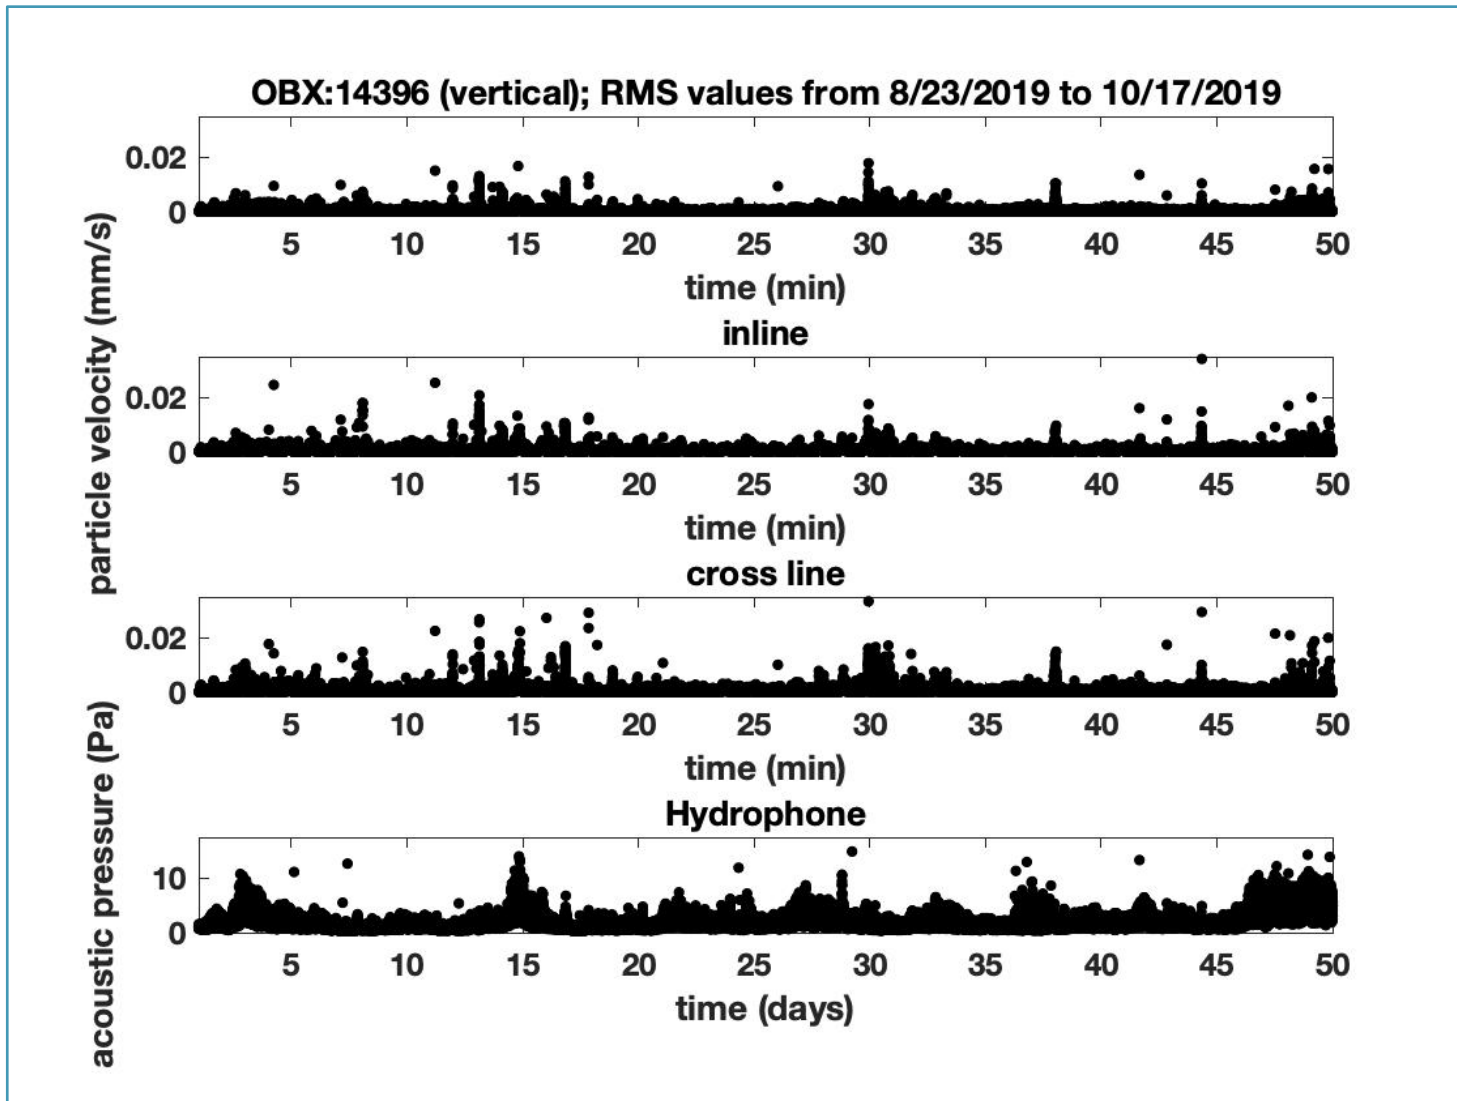 OBX:14396 (vertical); RMS values from 8/23/2019 to 10/17/2019
0.02
0
5 10 15 20 25 30 35 40 45 50
time (min)
particle velocity (mm/s)
inline
0.02
0
5 10 15 20 25 30 35 40 45 50
time (min)
cross line
0.02
0
5 10 15 20 25 30 35 40 45 50
time (min)
acoustic pressure (Pa)
Hydrophone
10
0
5 10 15 20 25 30 35 40 45 50
time (days)